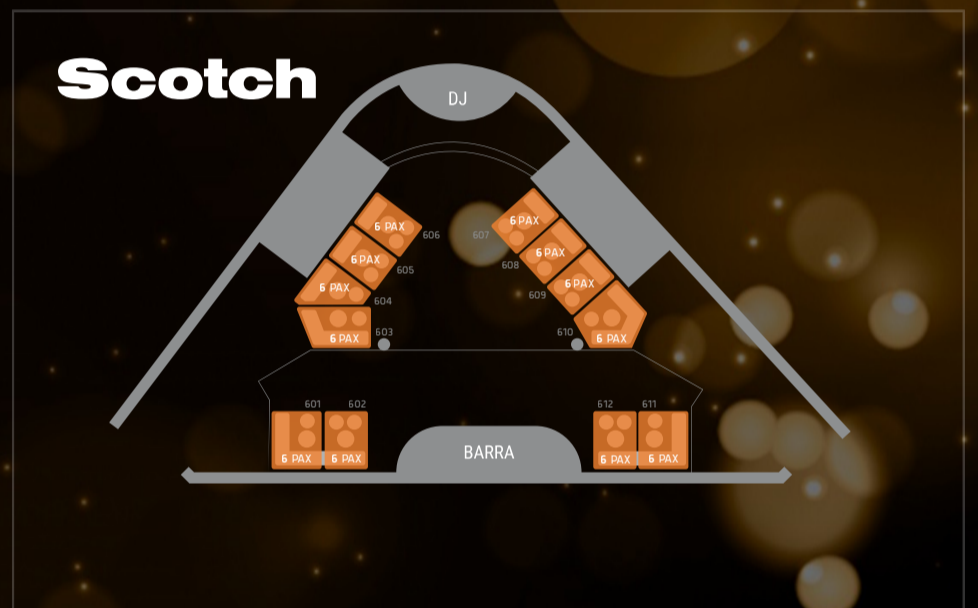 Scotch
DJ
6 PAX
606
607
6 PAX
6 PAX
605
608
6 PAX
6 PAX
604
609
6 PAX
6 PAX
603
610
6 PAX
601
602
612
611
6 PAX
6 PAX
BARRA
6 PAX
6 PAX